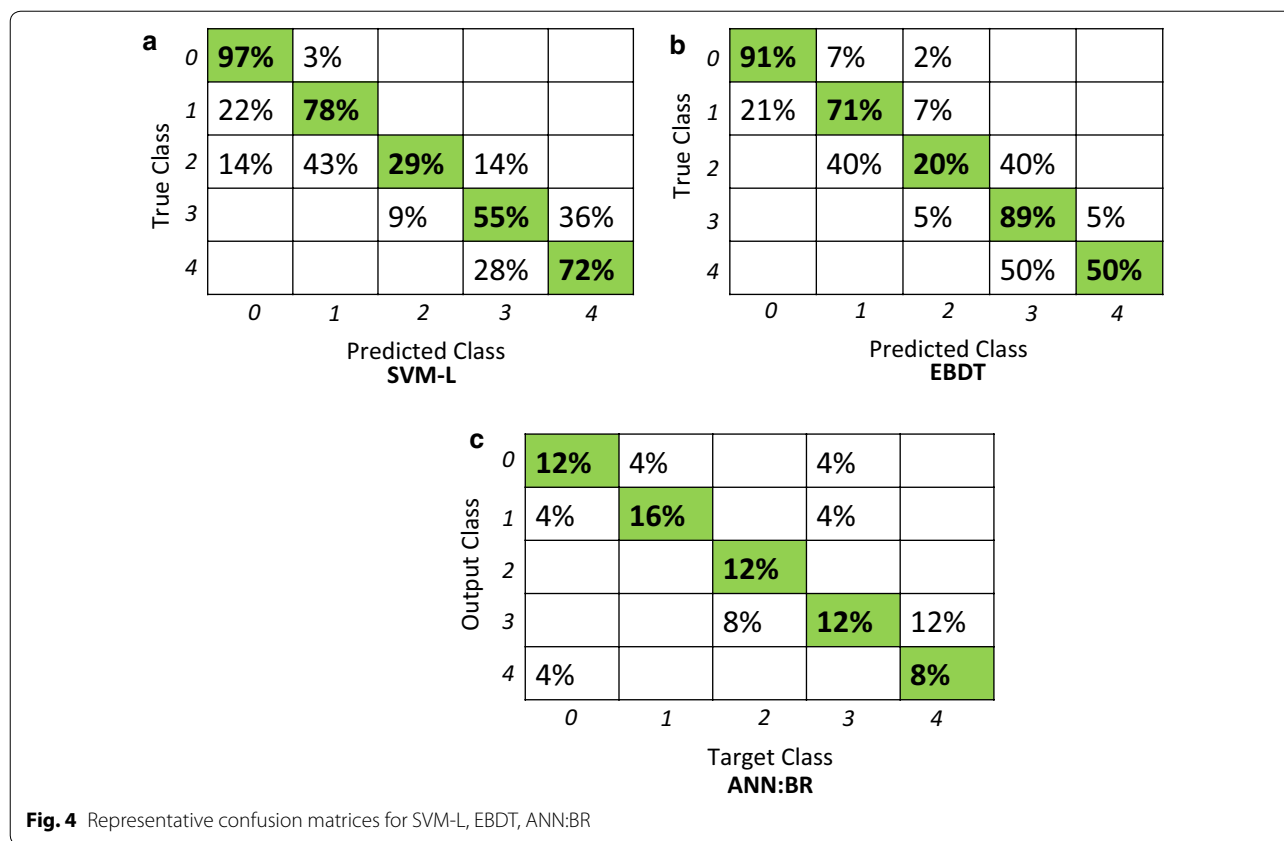 a
True Class
0 97% 3%
1 22% 78%
2 14% 43% 29% 14%
3 9% 55% 36%
4 28% 72%
0 1 2 3 4
Predicted Class
SVM-L
b
True Class
0 91% 7% 2%
1 21% 71% 7%
2 40% 20% 40%
3 5% 89% 5%
4 50% 50%
0 1 2 3 4
Predicted Class
EBDT
c
Output Class
0 12% 4% 4%
1 4% 16% 4%
2 12%
3 8% 12% 12%
4 4% 8%
0 1 2 3 4
Target Class
ANN:BR
Fig. 4 Representative confusion matrices for SVM-L, EBDT, ANN:BR